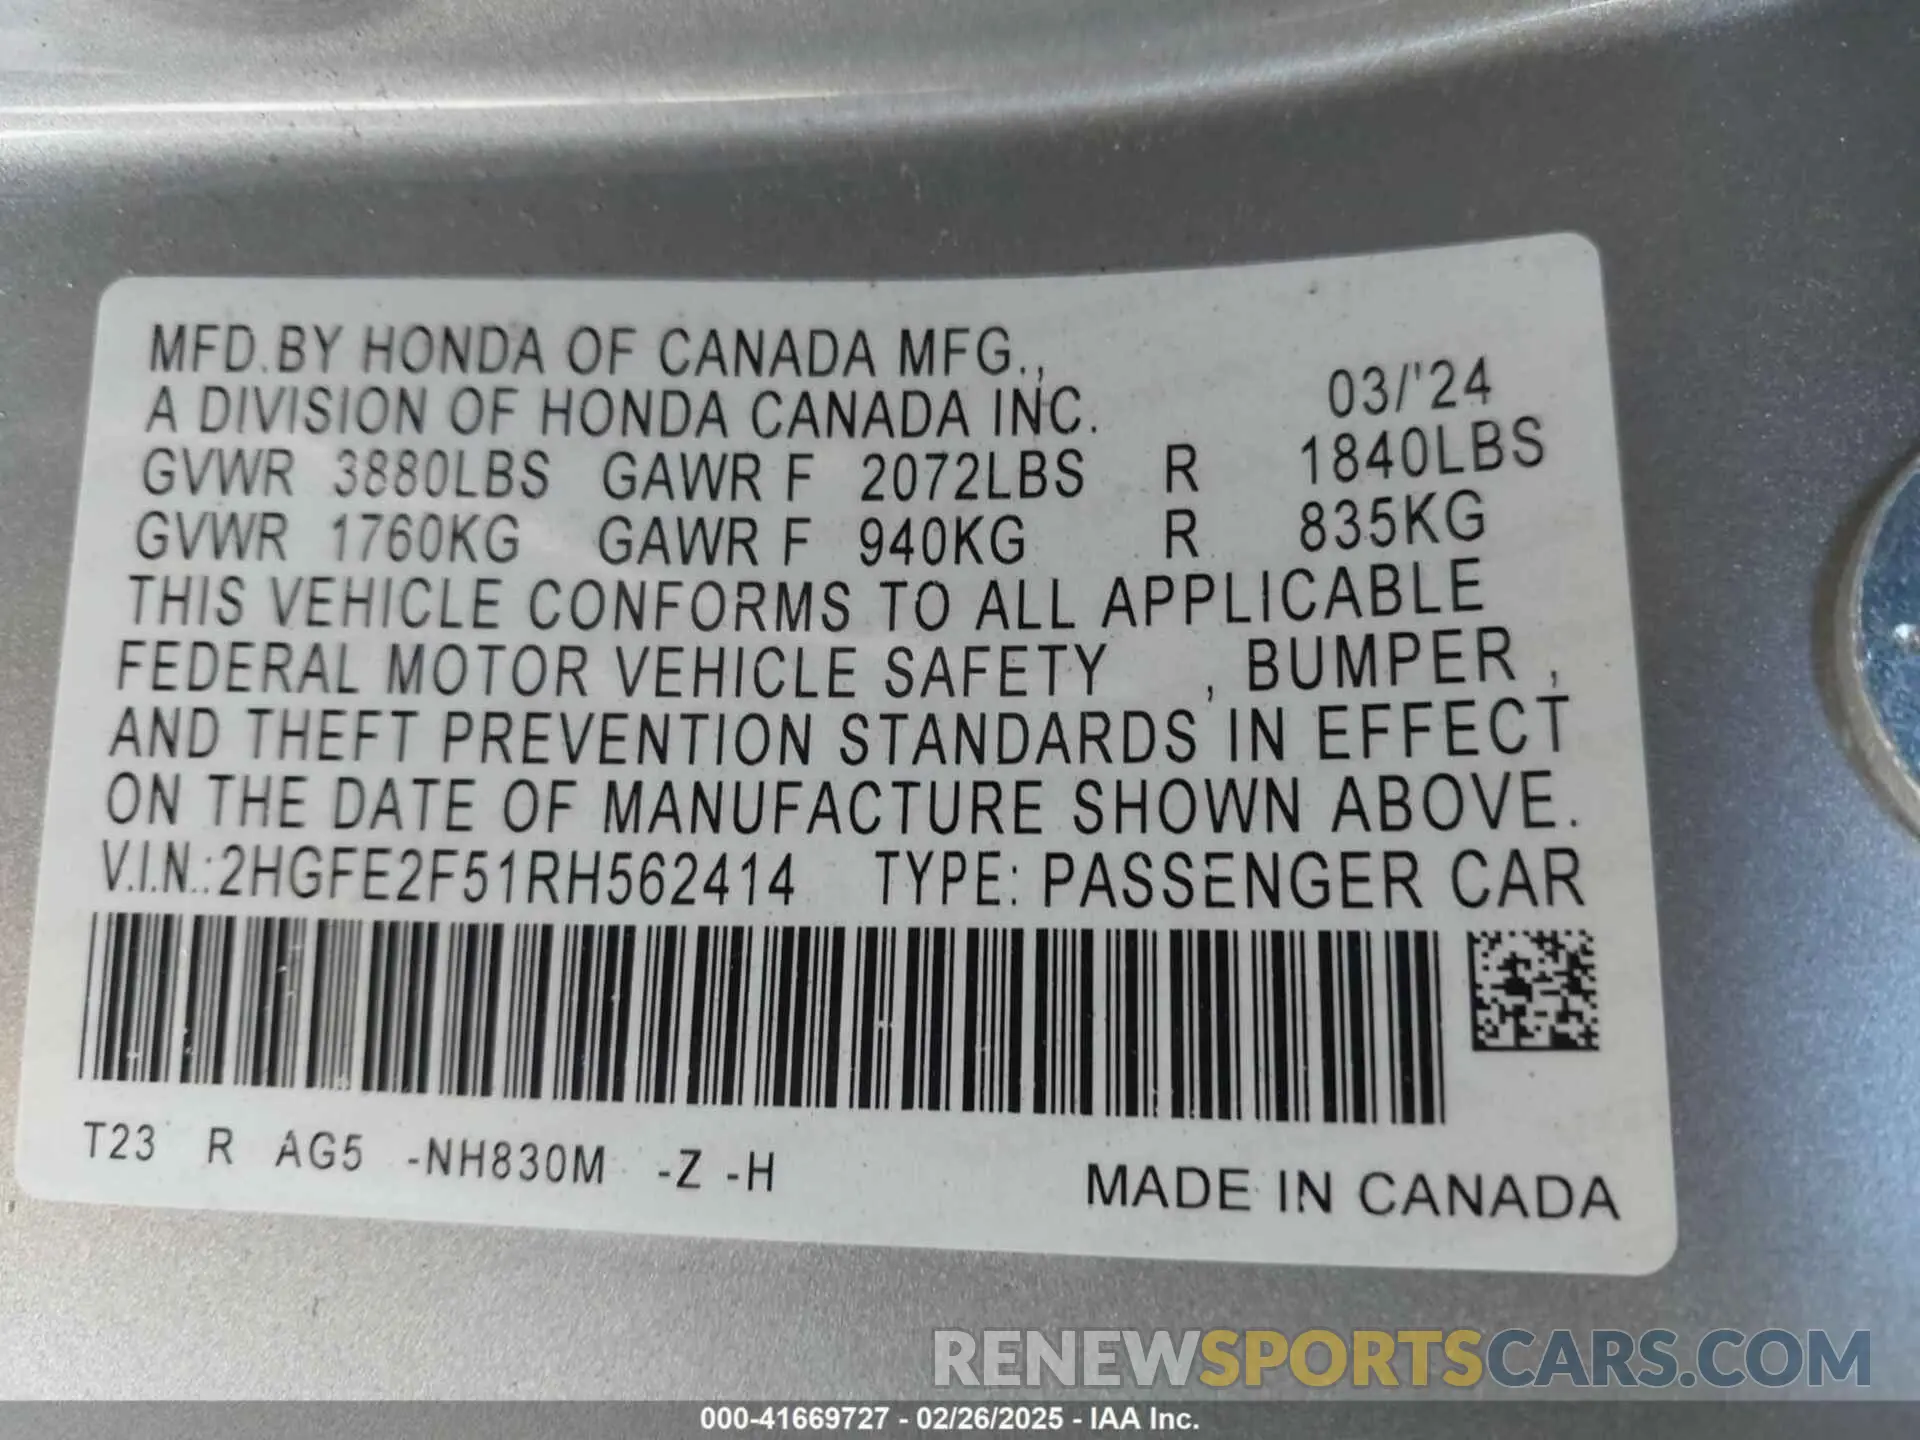 MFD.BY HONDA OF CANADA MFG.,
A DIVISION OF HONDA CANADA INC. 03/'24
GVWR 3880LBS GAWR F 2072LBS R 1840LBS
GVWR 1760KG GAWR F 940KG R 835KG
THIS VEHICLE CONFORMS TO ALL APPLICABLE
FEDERAL MOTOR VEHICLE SAFETY , BUMPER ,
AND THEFT PREVENTION STANDARDS IN EFFECT
ON THE DATE OF MANUFACTURE SHOWN ABOVE.
V.I.N.:2HGFE2F51RH562414 TYPE: PASSENGER CAR
T23 R AG5 -NH830M -Z -H
MADE IN CANADA
RENEWSPORTSCARS.COM
000-41669727 - 02/26/2025 - IAA Inc.